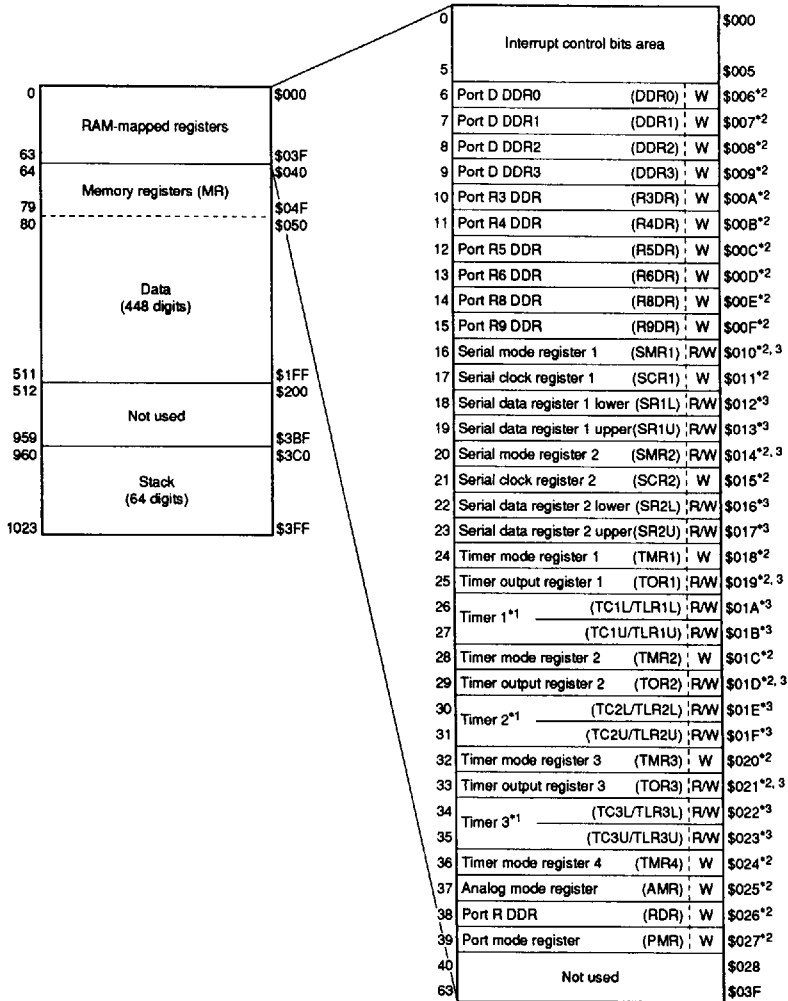 0 $000
RAM-mapped registers
63 $03F
64 $040
Memory registers (MR)
79 $04F
80 $050
Data
(448 digits)
511 $1FF
512 $200
Not used
959 $3BF
960 $3C0
Stack
(64 digits)
1023 $3FF
0 $000
Interrupt control bits area
5 $005
6 Port D DDR0 (DDR0) W $006*2
7 Port D DDR1 (DDR1) W $007*2
8 Port D DDR2 (DDR2) W $008*2
9 Port D DDR3 (DDR3) W $009*2
10 Port R3 DDR (R3DR) W $00A*2
11 Port R4 DDR (R4DR) W $00B*2
12 Port R5 DDR (R5DR) W $00C*2
13 Port R6 DDR (R6DR) W $00D*2
14 Port R8 DDR (R8DR) W $00E*2
15 Port R9 DDR (R9DR) W $00F*2
16 Serial mode register 1 (SMR1) R/W $010*2, 3
17 Serial clock register 1 (SCR1) W $011*2
18 Serial data register 1 lower (SR1L) R/W $012*3
19 Serial data register 1 upper(SR1U) R/W $013*3
20 Serial mode register 2 (SMR2) R/W $014*2, 3
21 Serial clock register 2 (SCR2) W $015*2
22 Serial data register 2 lower (SR2L) R/W $016*3
23 Serial data register 2 upper(SR2U) R/W $017*3
24 Timer mode register 1 (TMR1) W $018*2
25 Timer output register 1 (TOR1) R/W $019*2, 3
26 (TC1L/TLR1L) R/W $01A*3
Timer 1*1
27 (TC1U/TLR1U) R/W $01B*3
28 Timer mode register 2 (TMR2) W $01C*2
29 Timer output register 2 (TOR2) R/W $01D*2, 3
30 (TC2L/TLR2L) R/W $01E*3
Timer 2*1
31 (TC2U/TLR2U) R/W $01F*3
32 Timer mode register 3 (TMR3) W $020*2
33 Timer output register 3 (TOR3) R/W $021*2, 3
34 (TC3L/TLR3L) R/W $022*3
Timer 3*1
35 (TC3U/TLR3U) R/W $023*3
36 Timer mode register 4 (TMR4) W $024*2
37 Analog mode register (AMR) W $025*2
38 Port R DDR (RDR) W $026*2
39 Port mode register (PMR) W $027*2
40 $028
Not used
63 $03F